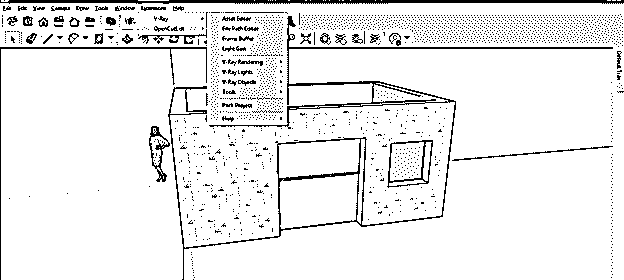 File Edit View Camera Draw Tools Window Extensions Help
V-Ray
OpenCutList
Asset Editor
File Path Editor
Frame Buffer
Light Gen
V-Ray Rendering
V-Ray Lights
V-Ray Objects
Tools
Pack Project
Help
Default Tray